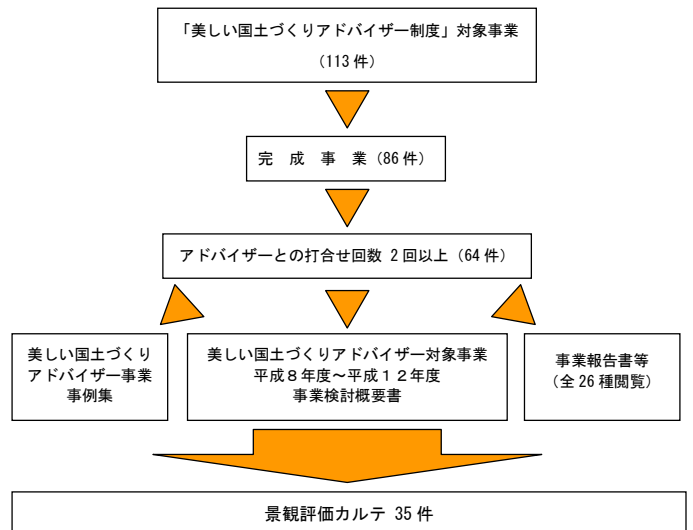 「美しい国土づくりアドバイザー制度」対象事業
（113 件）
完 成 事 業（86 件）
アドバイザーとの打合せ回数 2 回以上（64 件）
美しい国土づくり
アドバイザー事業
事例集
美しい国土づくりアドバイザー対象事業
平成８年度～平成１２年度
事業検討概要書
事業報告書等
（全 26 種閲覧）
景観評価カルテ 35 件